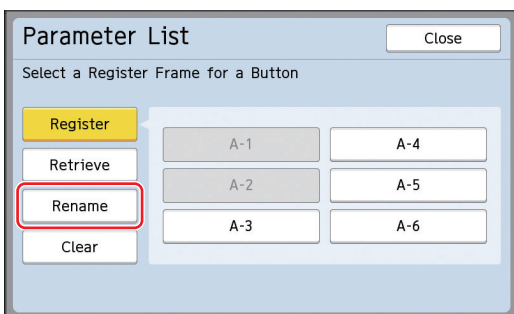 Parameter List
Close
Select a Register Frame for a Button
Register
Retrieve
Rename
Clear
A-1
A-4
A-2
A-5
A-3
A-6